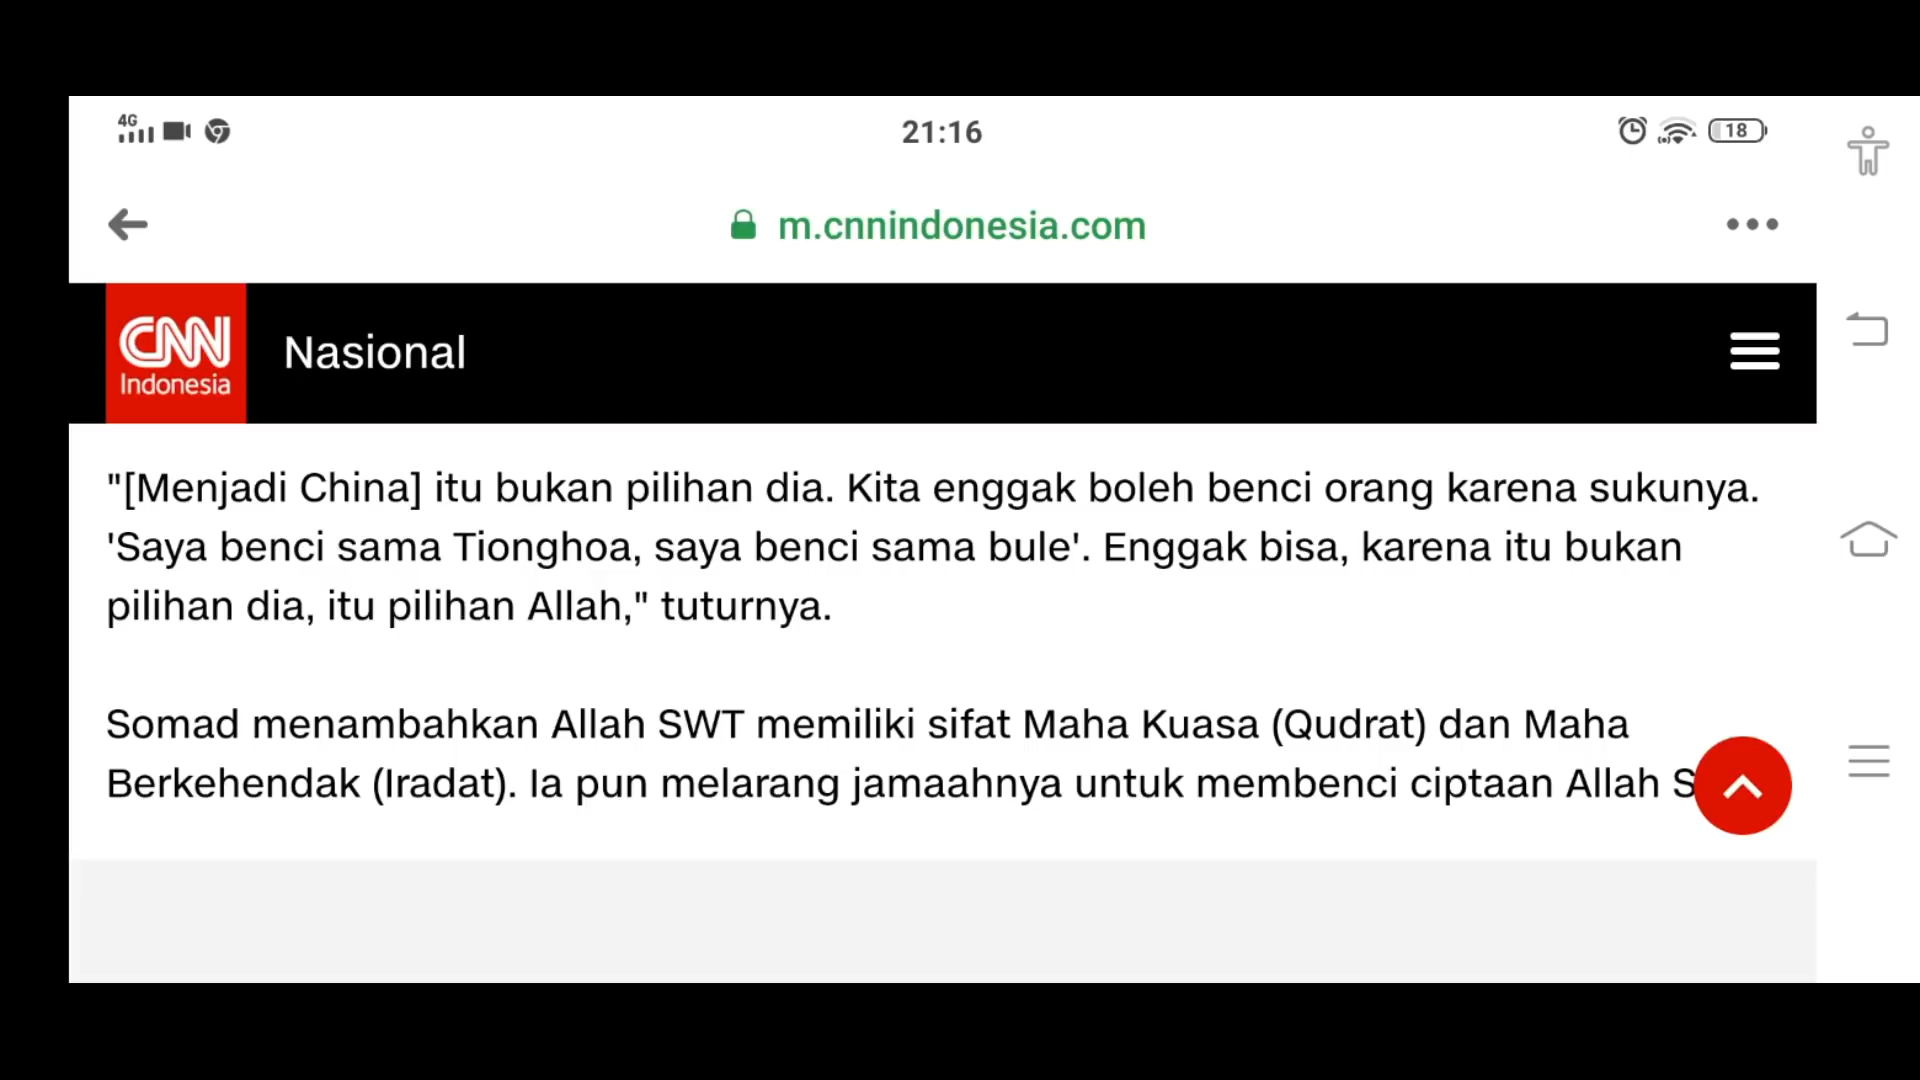 4G
21:16
18
m.cnnindonesia.com
CNN
Indonesia
Nasional
"[Menjadi China] itu bukan pilihan dia. Kita enggak boleh benci orang karena sukunya.
'Saya benci sama Tionghoa, saya benci sama bule'. Enggak bisa, karena itu bukan
pilihan dia, itu pilihan Allah," tuturnya.
Somad menambahkan Allah SWT memiliki sifat Maha Kuasa (Qudrat) dan Maha
Berkehendak (Iradat). Ia pun melarang jamaahnya untuk membenci ciptaan Allah